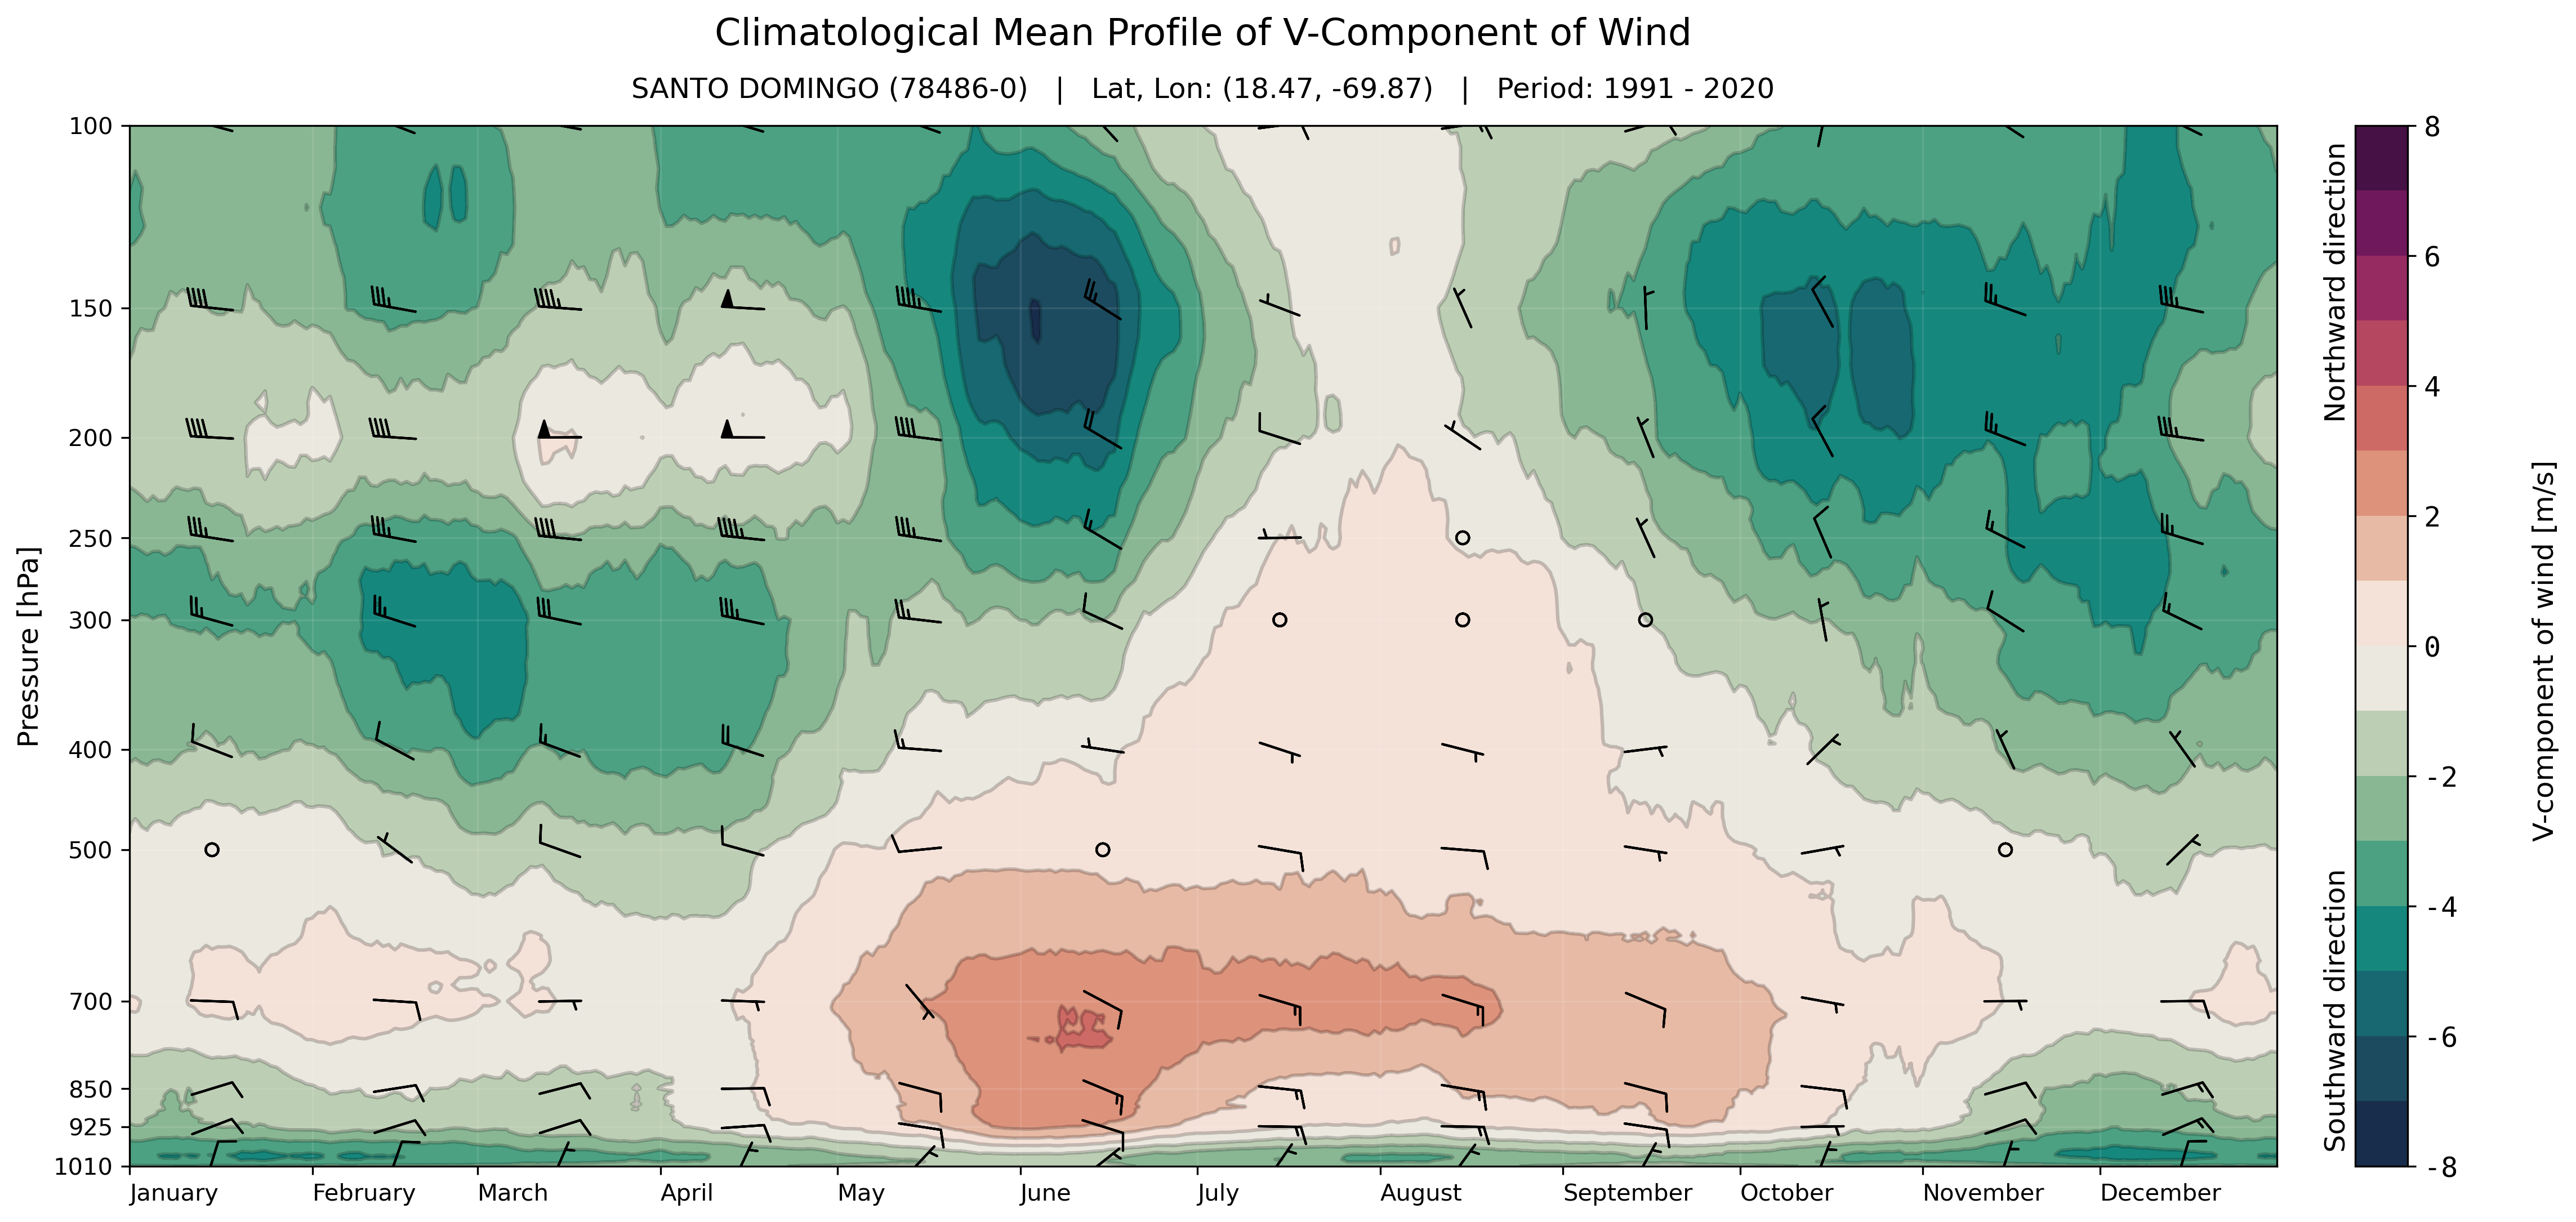 Climatological Mean Profile of V-Component of Wind
SANTO DOMINGO (78486-0) | Lat, Lon: (18.47, -69.87) | Period: 1991 - 2020
Pressure [hPa]
100
150
200
250
300
400
500
700
850
925
1010
January
February
March
April
May
June
July
August
September
October
November
December
Northward direction
Southward direction
8
6
4
2
0
-2
-4
-6
-8
V-component of wind [m/s]